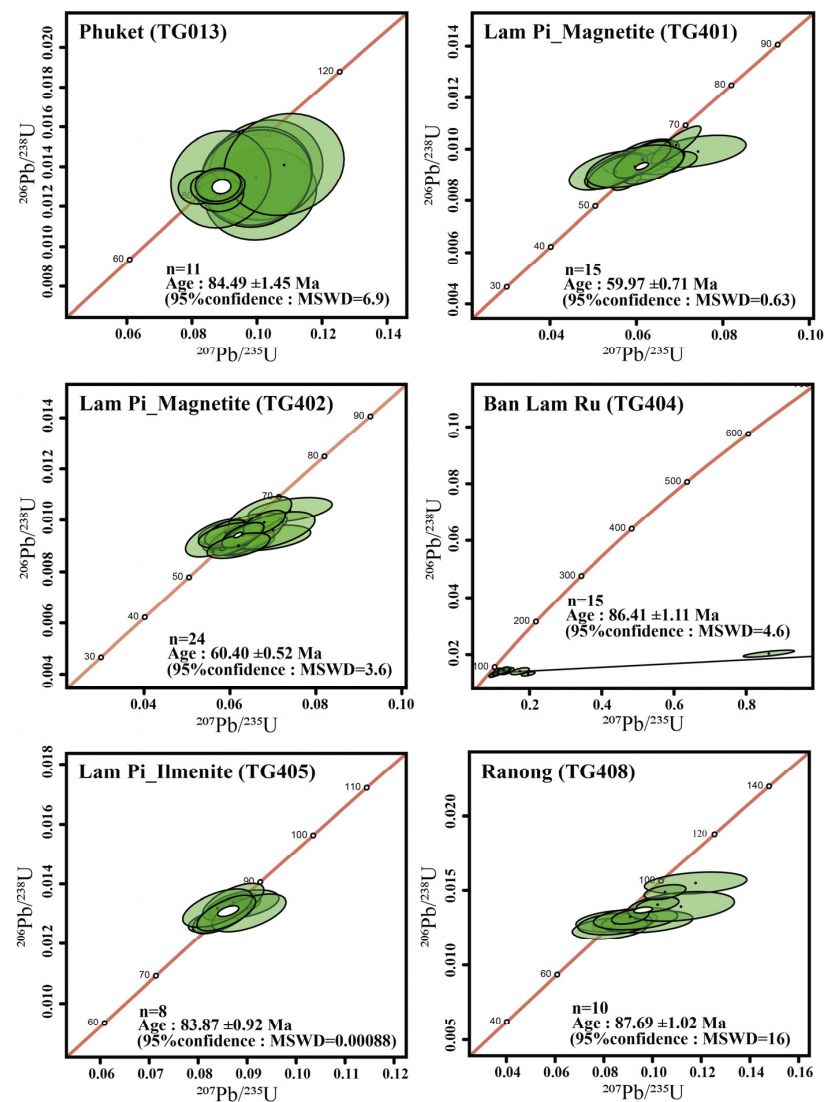 Phuket (TG013)
0.020
0.018
0.016
0.014
0.012
0.010
0.008
206Pb/238U
120
60
n=11
Age : 84.49 ±1.45 Ma
(95%confidence : MSWD=6.9)
0.06 0.08 0.10 0.12 0.14
207Pb/235U
Lam Pi_Magnetite (TG401)
0.014
0.012
0.010
0.008
0.006
0.004
206Pb/238U
90
80
70
50
40
30
n=15
Age : 59.97 ±0.71 Ma
(95%confidence : MSWD=0.63)
0.04 0.06 0.08 0.10
207Pb/235U
Lam Pi_Magnetite (TG402)
0.014
0.012
0.010
0.008
0.006
0.004
206Pb/238U
90
80
70
50
40
30
n=24
Age : 60.40 ±0.52 Ma
(95%confidence : MSWD=3.6)
0.04 0.06 0.08 0.10
207Pb/235U
Ban Lam Ru (TG404)
0.10
0.08
0.06
0.04
0.02
206Pb/238U
600
500
400
300
200
100
n=15
Age : 86.41 ±1.11 Ma
(95%confidence : MSWD=4.6)
0.2 0.4 0.6 0.8
207Pb/235U
Lam Pi_Ilmenite (TG405)
0.018
0.016
0.014
0.012
0.010
206Pb/238U
110
100
90
70
60
n=8
Age : 83.87 ±0.92 Ma
(95%confidence : MSWD=0.00088)
0.06 0.07 0.08 0.09 0.10 0.11 0.12
207Pb/235U
Ranong (TG408)
0.020
0.015
0.010
0.005
206Pb/238U
140
120
100
60
40
n=10
Age : 87.69 ±1.02 Ma
(95%confidence : MSWD=16)
0.04 0.06 0.08 0.10 0.12 0.14 0.16
207Pb/235U